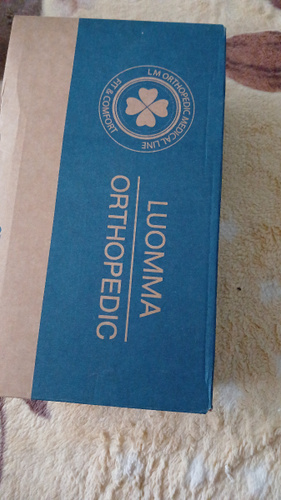 LM ORTHOPEDIC MEDICAL LINE
FIT & COMFORT
LUOMMA
ORTHOPEDIC